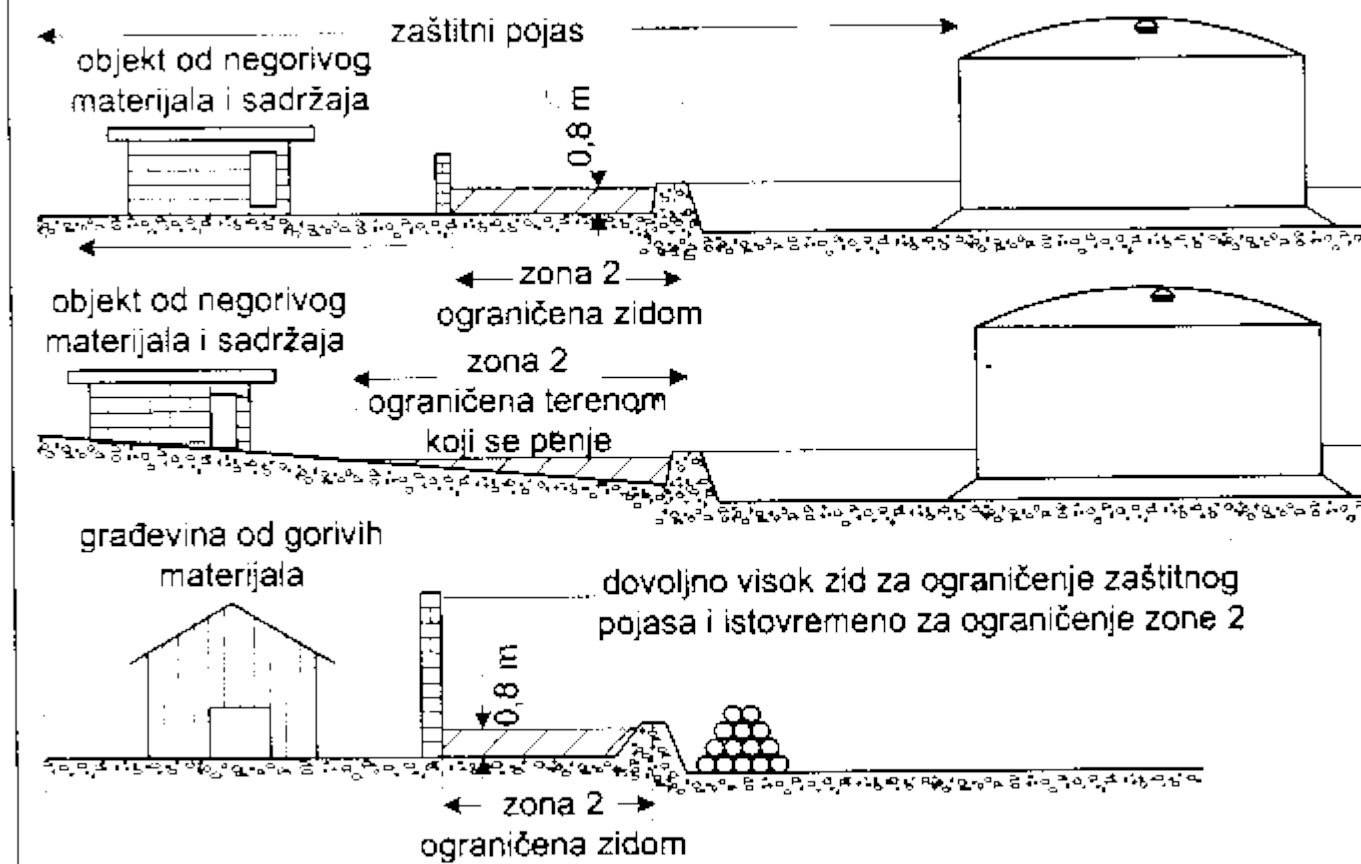 zaštitni pojas
objekt od negorivog
materijala i sadržaja
0,8 m
zona 2
ograničena zidom
objekt od negorivog
materijala i sadržaja
zona 2
ograničena terenom
koji se penje
građevina od gorivih
materijala
dovoljno visok zid za ograničenje zaštitnog
pojasa i istovremeno za ograničenje zone 2
0,8 m
zona 2
ograničena zidom